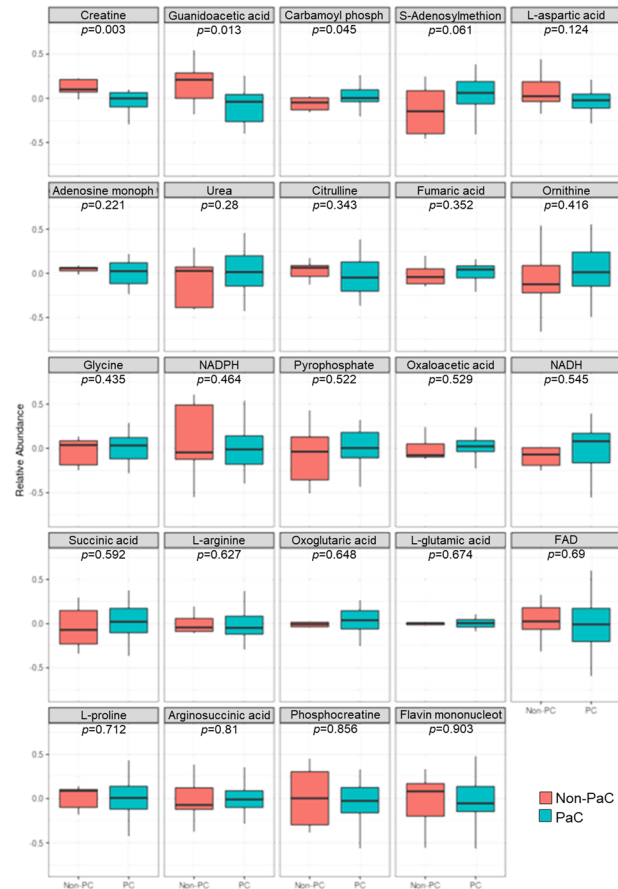 Creatine Guanidoacetic acid Carbamoyl phosph S-Adenosylmethion L-aspartic acid
p=0.003 p=0.013 p=0.045 p=0.061 p=0.124
0.5
0.0
-0.5
Adenosine monoph Urea Citrulline Fumaric acid Ornithine
p=0.221 p=0.28 p=0.343 p=0.352 p=0.416
0.5
0.0
-0.5
Glycine NADPH Pyrophosphate Oxaloacetic acid NADH
p=0.435 p=0.464 p=0.522 p=0.529 p=0.545
Relative Abundance
0.5
0.0
-0.5
Succinic acid L-arginine Oxoglutaric acid L-glutamic acid FAD
p=0.592 p=0.627 p=0.648 p=0.674 p=0.69
0.5
0.0
-0.5
Non-PC PC
L-proline Arginosuccinic acid Phosphocreatine Flavin mononucleot
p=0.712 p=0.81 p=0.856 p=0.903
0.5
0.0
-0.5
Non-PC PC Non-PC PC Non-PC PC Non-PC PC
Non-PaC
PaC